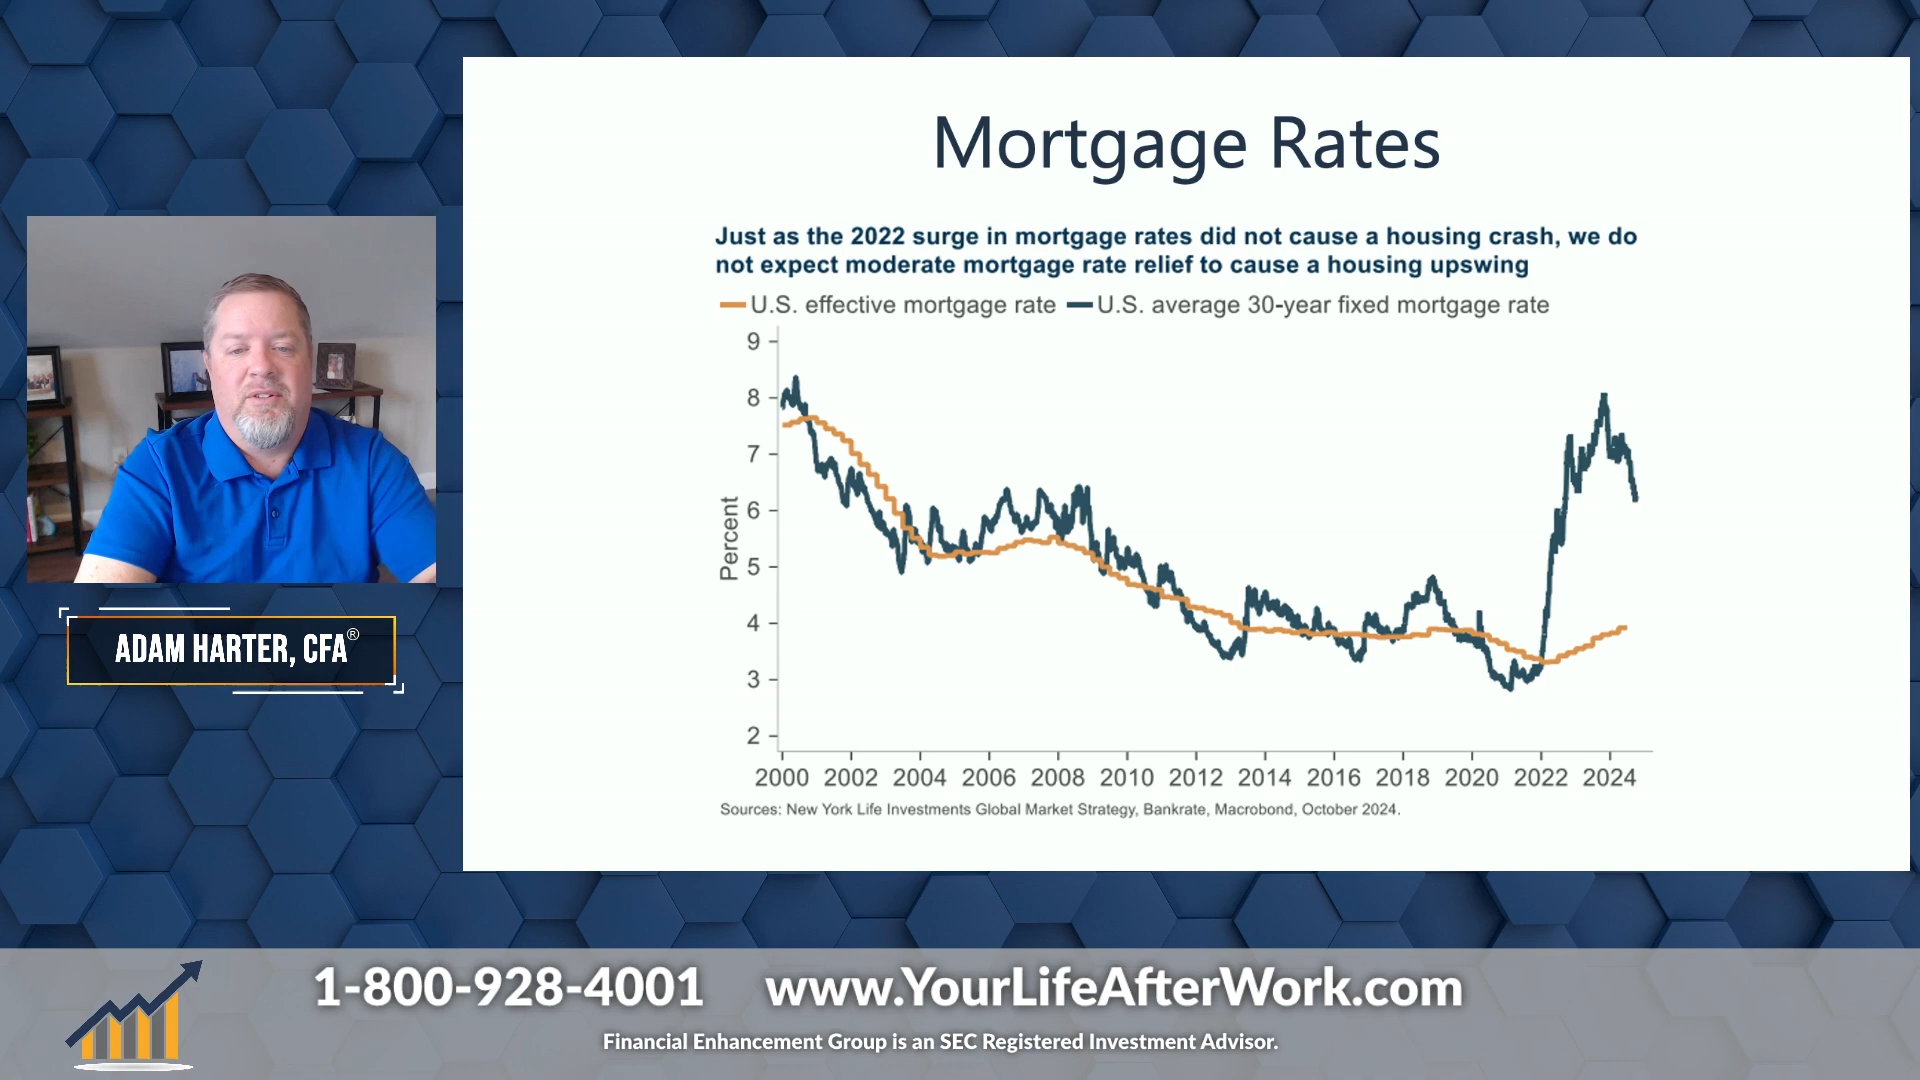 Mortgage Rates
Just as the 2022 surge in mortgage rates did not cause a housing crash, we do
not expect moderate mortgage rate relief to cause a housing upswing
U.S. effective mortgage rate U.S. average 30-year fixed mortgage rate
Percent
9
8
7
6
5
4
3
2
2000 2002 2004 2006 2008 2010 2012 2014 2016 2018 2020 2022 2024
Sources: New York Life Investments Global Market Strategy, Bankrate, Macrobond, October 2024.
ADAM HARTER, CFA®
1-800-928-4001 www.YourLifeAfterWork.com
Financial Enhancement Group is an SEC Registered Investment Advisor.